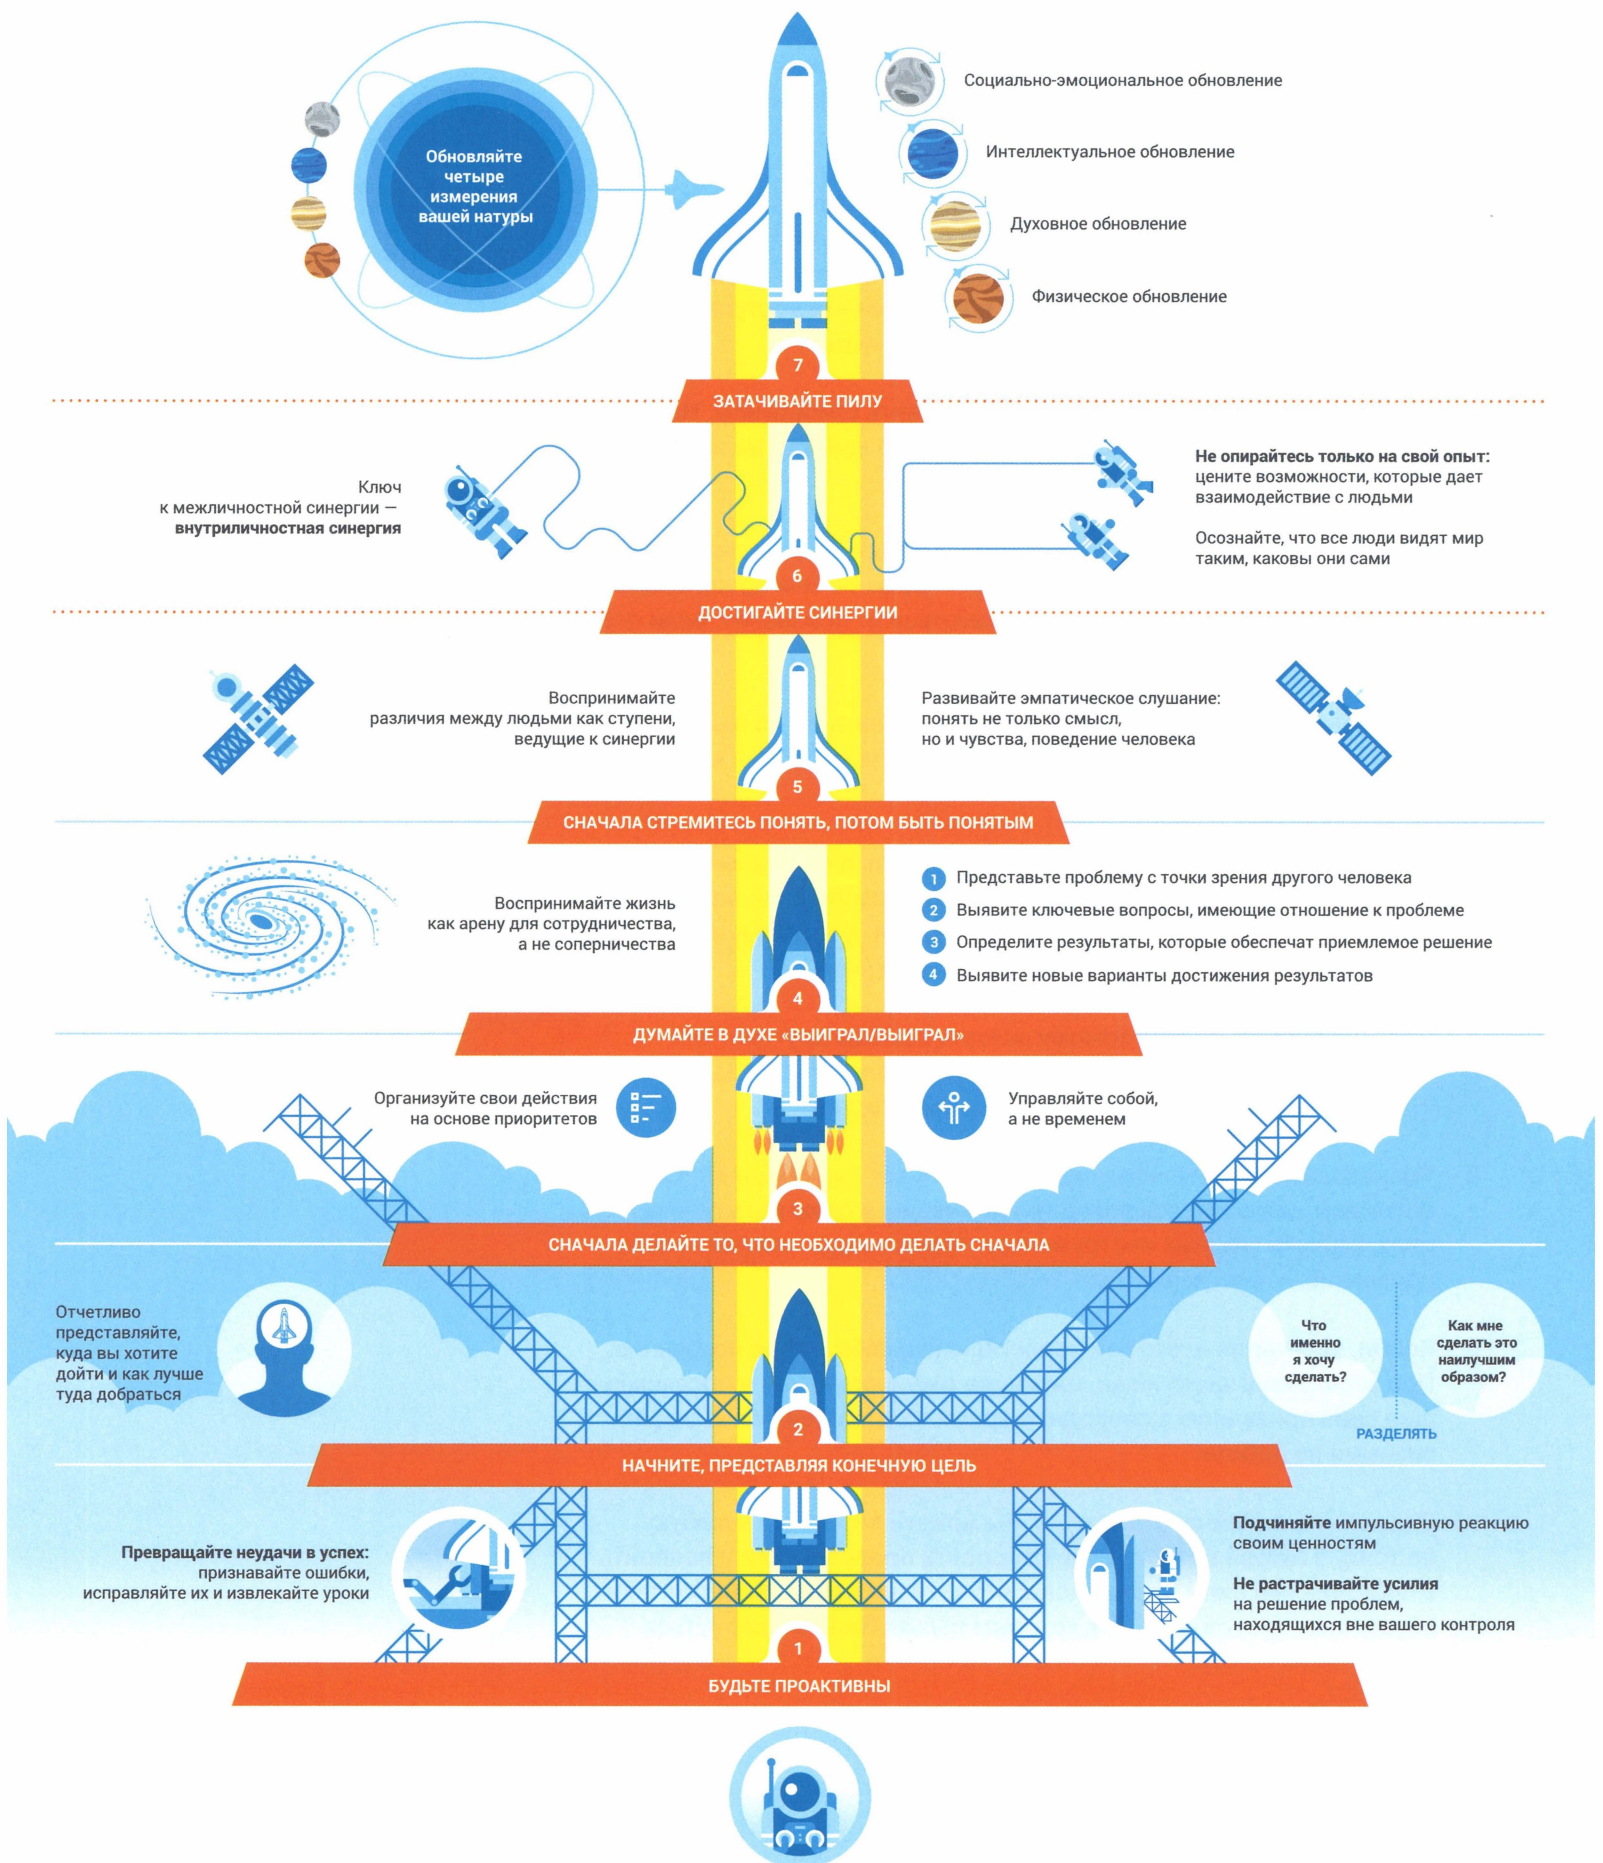 Обновляйте
четыре
измерения
вашей натуры
Социально-эмоциональное обновление
Интеллектуальное обновление
Духовное обновление
Физическое обновление
7
ЗАТАЧИВАЙТЕ ПИЛУ
Ключ
к межличностной синергии —
внутриличностная синергия
Не опирайтесь только на свой опыт:
цените возможности, которые дает
взаимодействие с людьми
Осознайте, что все люди видят мир
таким, каковы они сами
6
ДОСТИГАЙТЕ СИНЕРГИИ
Воспринимайте
различия между людьми как ступени,
ведущие к синергии
Развивайте эмпатическое слушание:
понять не только смысл,
но и чувства, поведение человека
5
СНАЧАЛА СТРЕМИТЕСЬ ПОНЯТЬ, ПОТОМ БЫТЬ ПОНЯТЫМ
Воспринимайте жизнь
как арену для сотрудничества,
а не соперничества
1 Представьте проблему с точки зрения другого человека
2 Выявите ключевые вопросы, имеющие отношение к проблеме
3 Определите результаты, которые обеспечат приемлемое решение
4 Выявите новые варианты достижения результатов
4
ДУМАЙТЕ В ДУХЕ «ВЫИГРАЛ/ВЫИГРАЛ»
Организуйте свои действия
на основе приоритетов
Управляйте собой,
а не временем
3
СНАЧАЛА ДЕЛАЙТЕ ТО, ЧТО НЕОБХОДИМО ДЕЛАТЬ СНАЧАЛА
Отчетливо
представляйте,
куда вы хотите
дойти и как лучше
туда добраться
Что
именно
я хочу
сделать?
Как мне
сделать это
наилучшим
образом?
РАЗДЕЛЯТЬ
2
НАЧНИТЕ, ПРЕДСТАВЛЯЯ КОНЕЧНУЮ ЦЕЛЬ
Превращайте неудачи в успех:
признавайте ошибки,
исправляйте их и извлекайте уроки
Подчиняйте импульсивную реакцию
своим ценностям
Не растрачивайте усилия
на решение проблем,
находящихся вне вашего контроля
1
БУДЬТЕ ПРОАКТИВНЫ